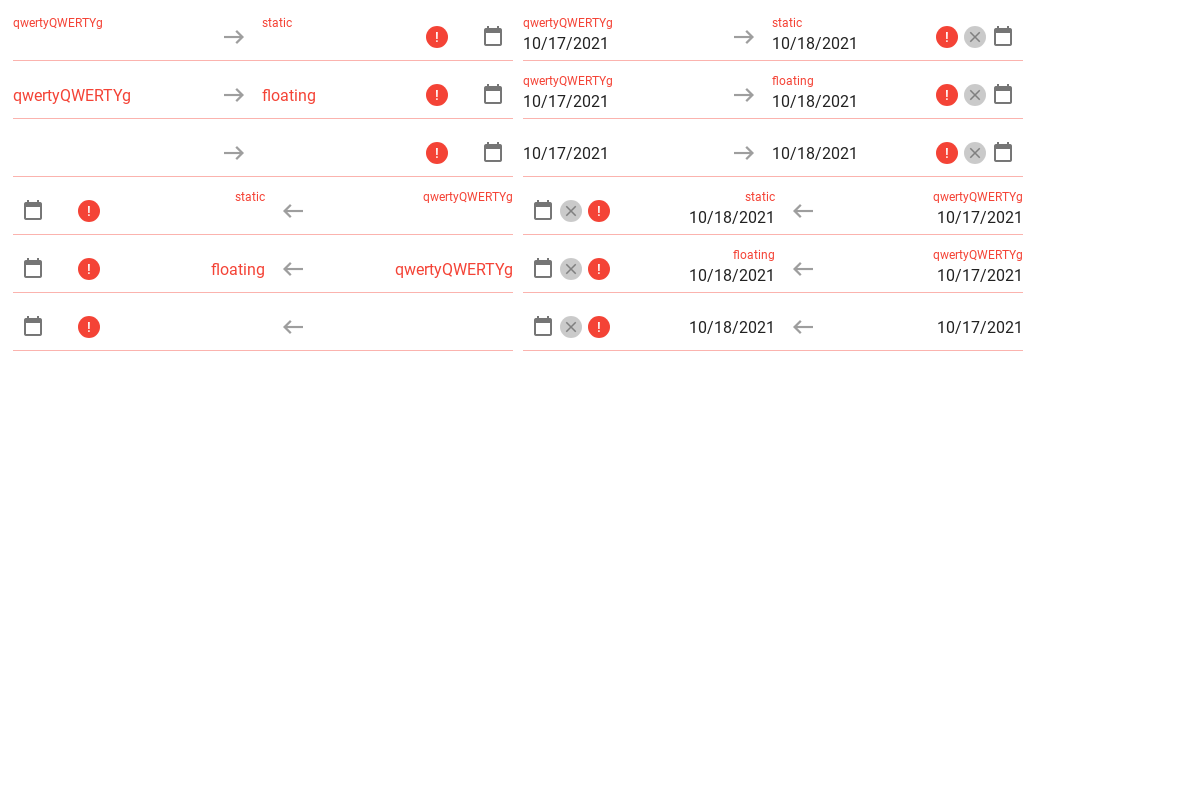 qwertyQWERTYg static qwertyQWERTYg static
10/17/2021 10/18/2021
qwertyQWERTYg floating qwertyQWERTYg floating
10/17/2021 10/18/2021
10/17/2021 10/18/2021
static qwertyQWERTYg static qwertyQWERTYg
10/18/2021 10/17/2021
floating qwertyQWERTYg floating qwertyQWERTYg
10/18/2021 10/17/2021
10/18/2021 10/17/2021